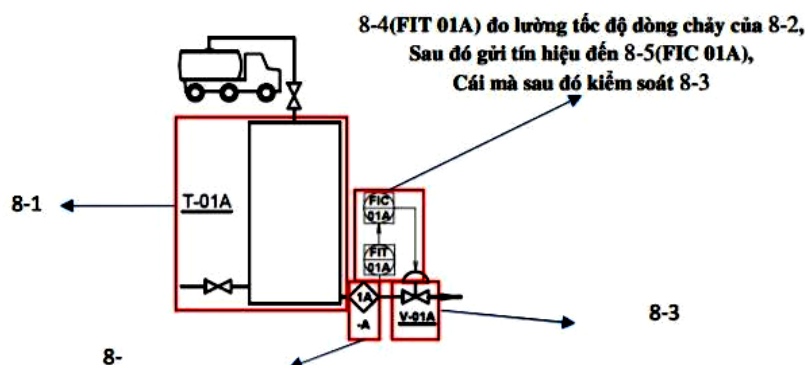 8-4(FIT 01A) đo lường tốc độ dòng chảy của 8-2,
Sau đó gửi tín hiệu đến 8-5(FIC 01A),
Cái mà sau đó kiểm soát 8-3
8-1
T-01A
FIC
01A
FIT
01A
1A
-A
V-01A
8-3
8-